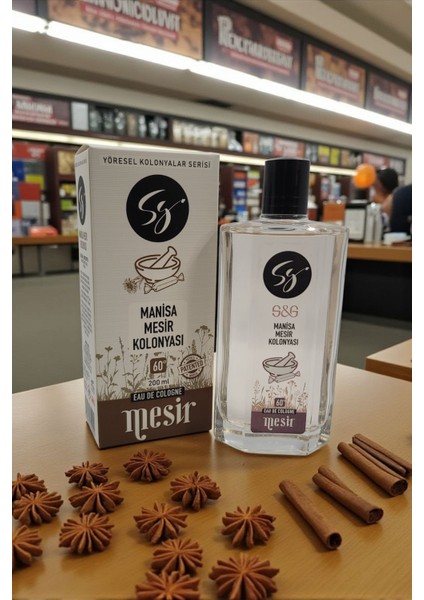 YÖRESEL KOLONYALAR SERİSİ
Sg
MANİSA
MESİR
KOLONYASI
60°
200 ml
PATENTED
EAU DE COLOGNE
mesir
Sg
S&G
MANİSA
MESİR
KOLONYASI
60°
EAU DE COLOGNE
mesir